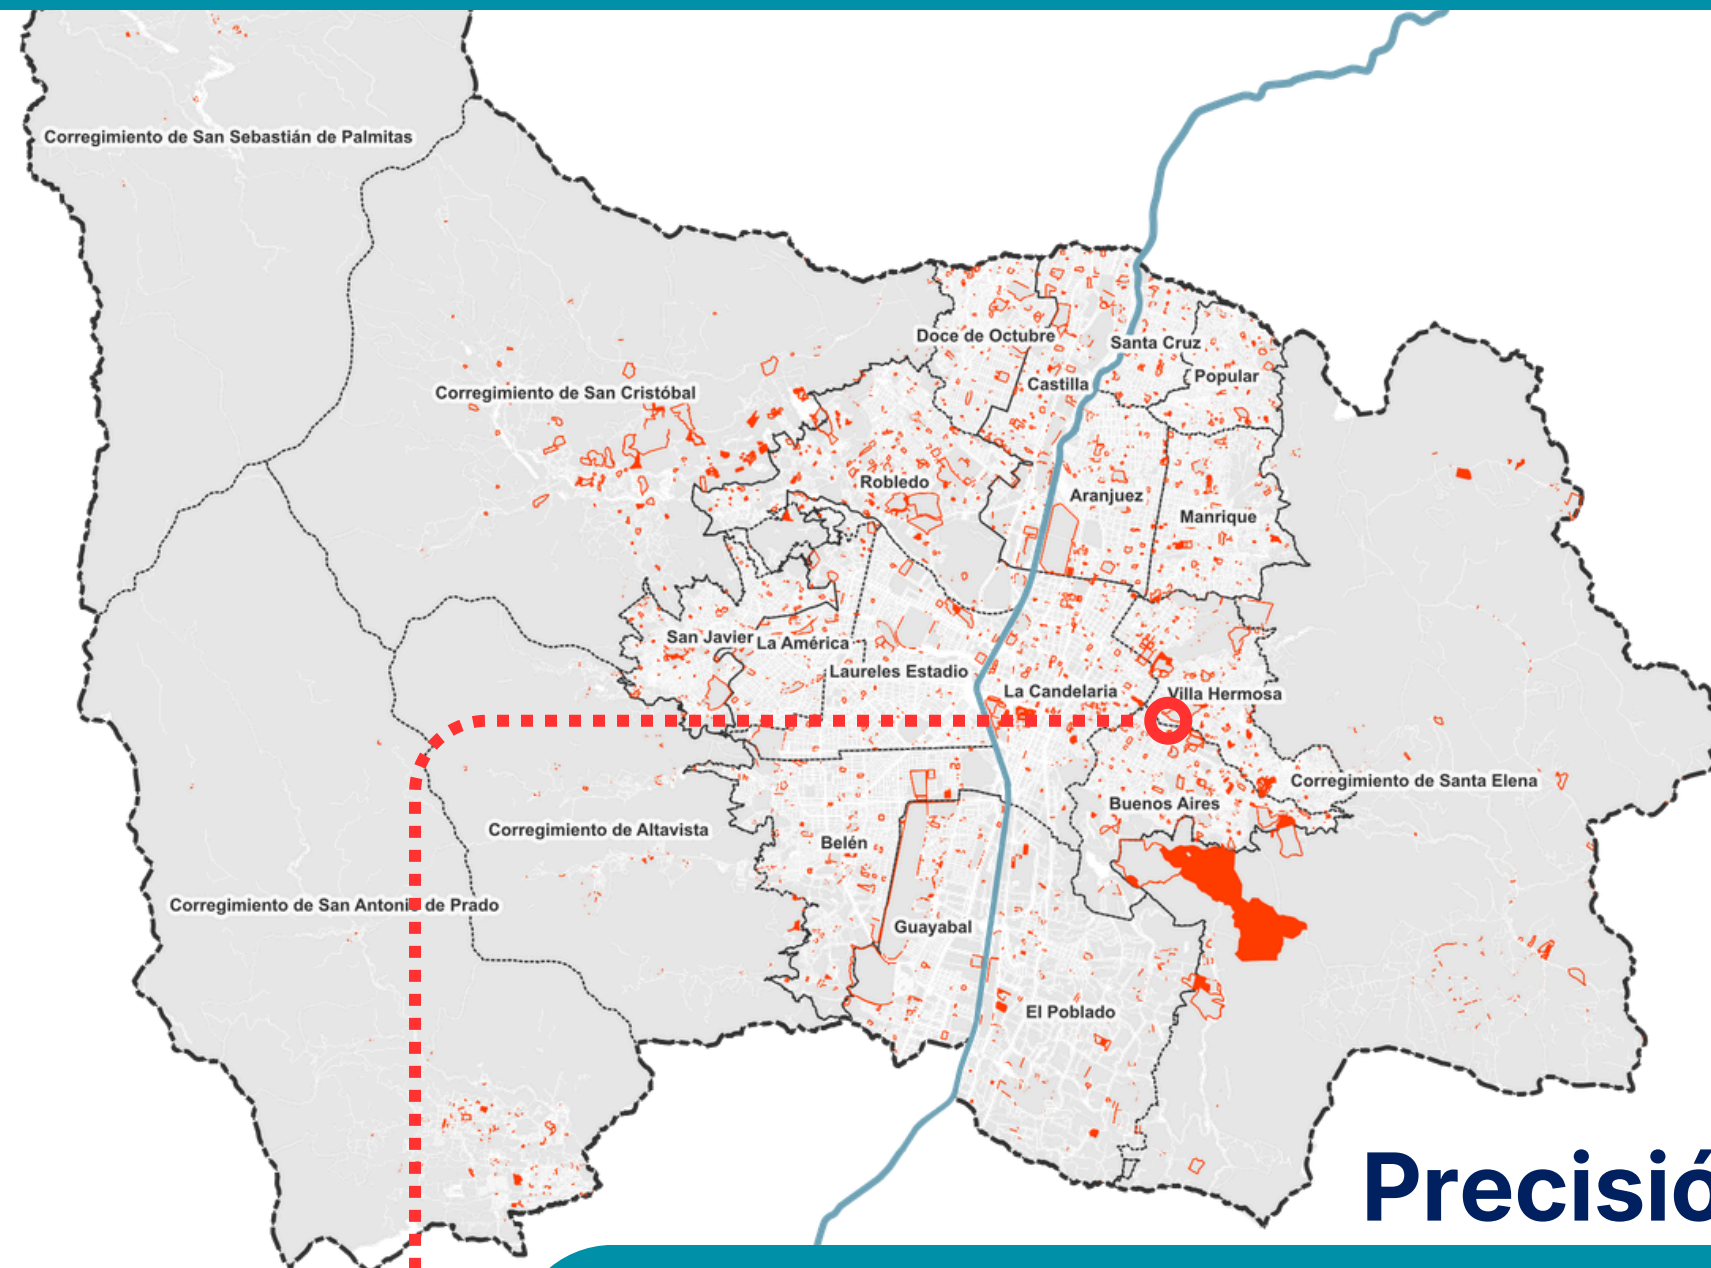 Corregimiento de San Sebastián de Palmitas
Doce de Octubre
Santa Cruz
Popular
Castilla
Corregimiento de San Cristóbal
Robledo
Aranjuez
Manrique
San Javier
La América
Laureles Estadio
La Candelaria
Villa Hermosa
Corregimiento de Santa Elena
Buenos Aires
Corregimiento de Altavista
Belén
Corregimiento de San Antonio de Prado
Guayabal
El Poblado
Precisió